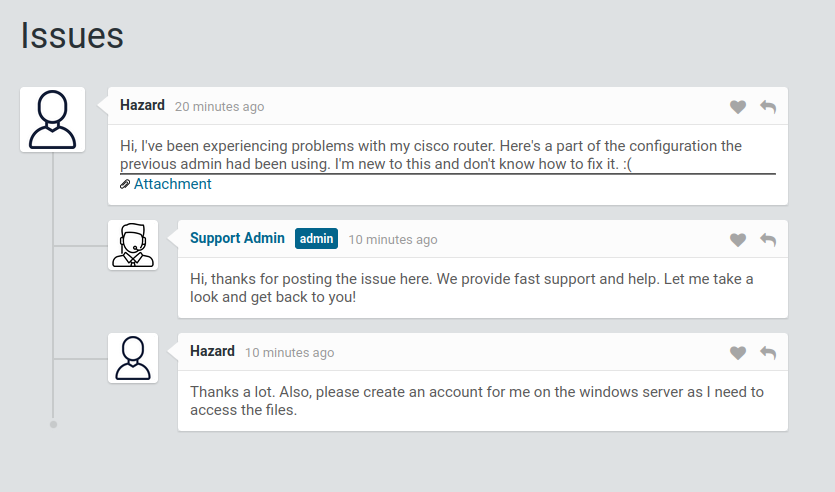 Issues
Hazard 20 minutes ago
Hi, I've been experiencing problems with my cisco router. Here's a part of the configuration the
previous admin had been using. I'm new to this and don't know how to fix it. :(
Attachment
Support Admin admin 10 minutes ago
Hi, thanks for posting the issue here. We provide fast support and help. Let me take a
look and get back to you!
Hazard 10 minutes ago
Thanks a lot. Also, please create an account for me on the windows server as I need to
access the files.